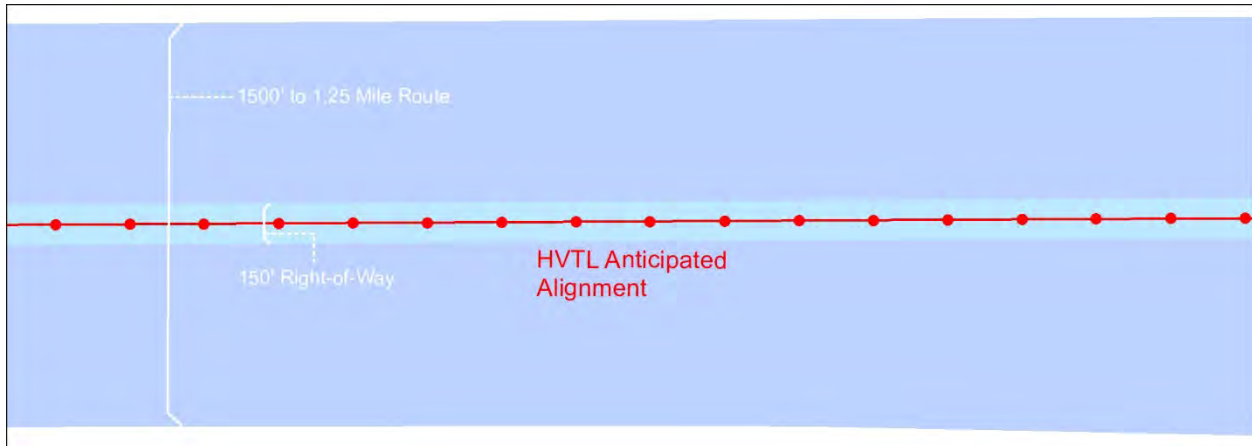 1500' to 1.25 Mile Route
150' Right-of-Way
HVTL Anticipated
Alignment